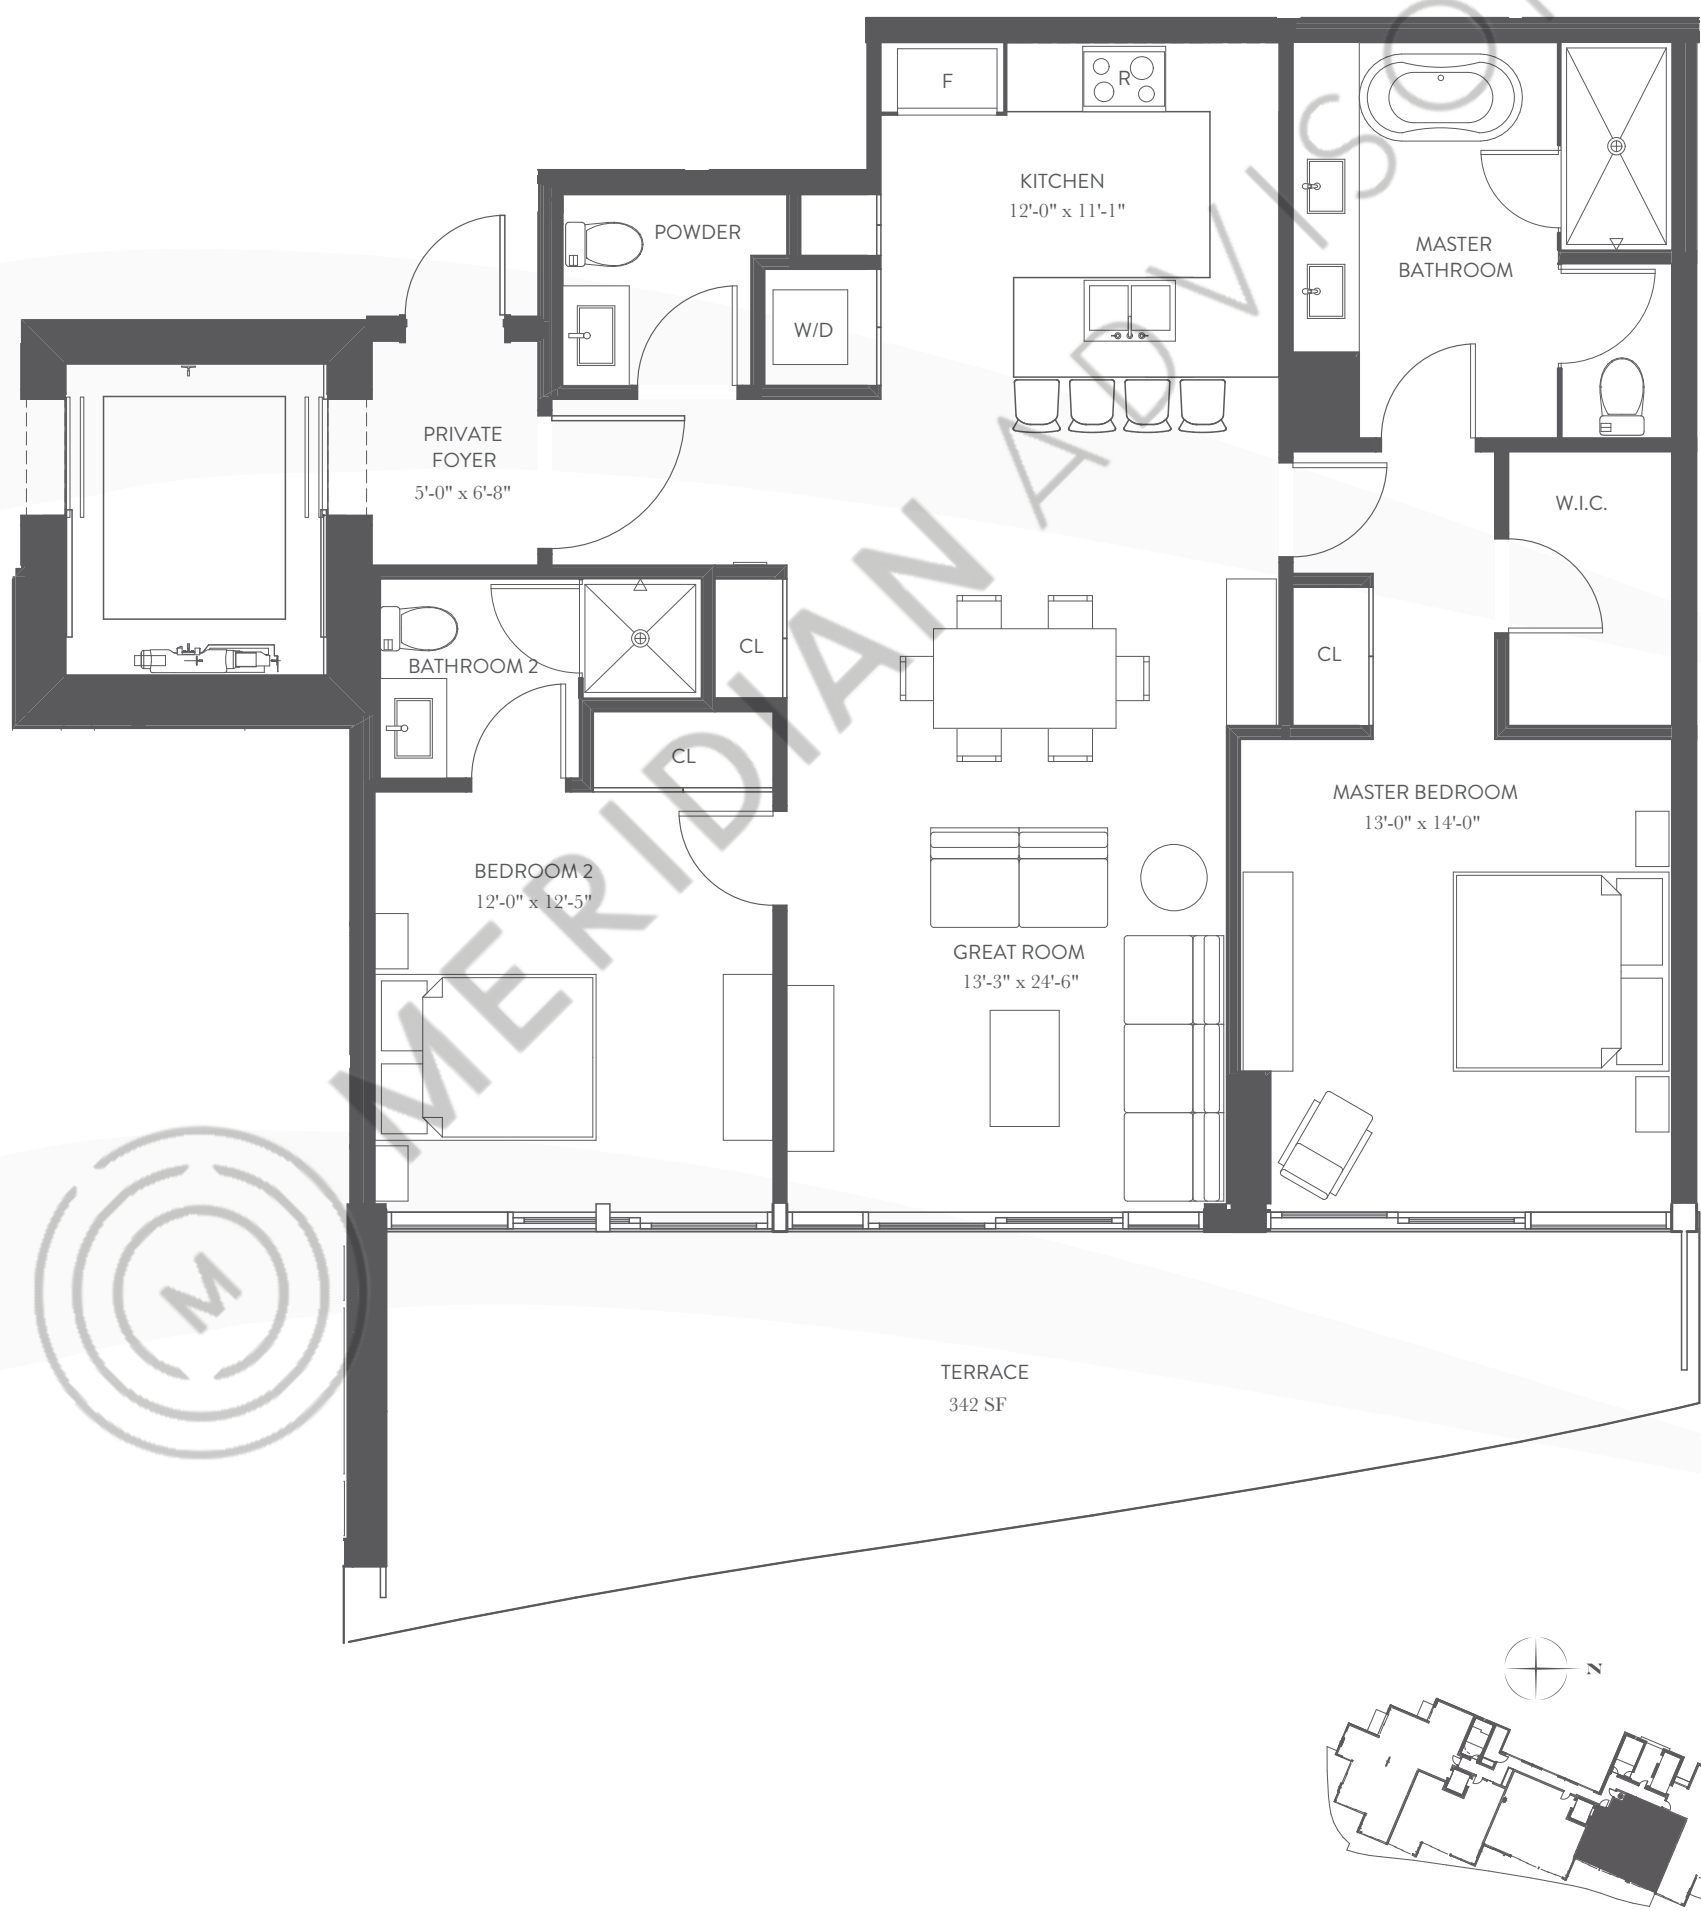 F
R
KITCHEN
12'-0" x 11'-1"
POWDER
MASTER
BATHROOM
W/D
PRIVATE
FOYER
5'-0" x 6'-8"
W.I.C.
CL
CL
BATHROOM 2
CL
MASTER BEDROOM
13'-0" x 14'-0"
BEDROOM 2
12'-0" x 12'-5"
GREAT ROOM
13'-3" x 24'-6"
TERRACE
342 SF
N
M
MERIDIAN ADVISO